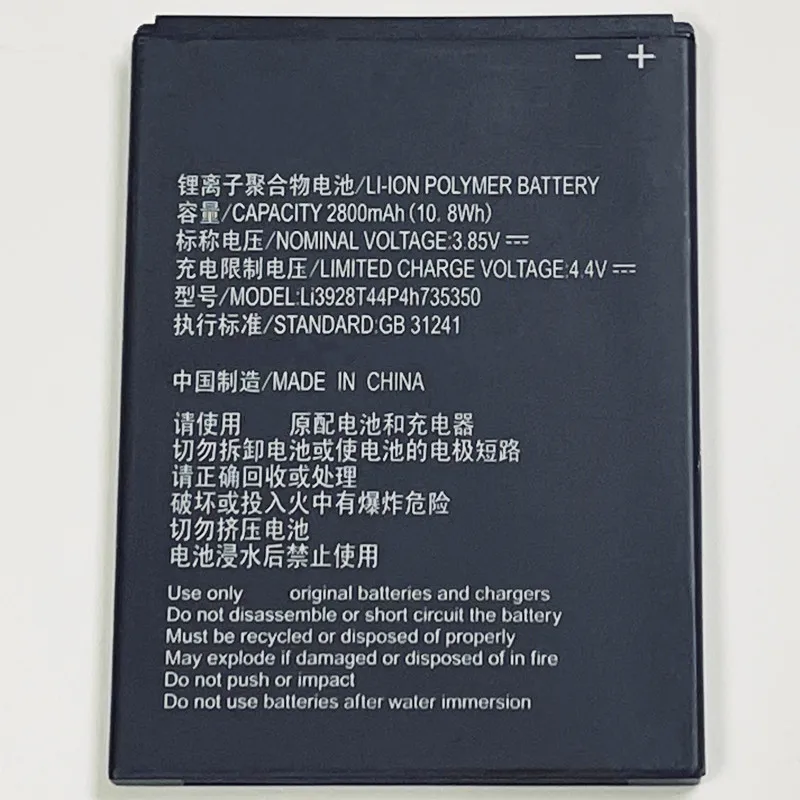 − +
锂离子聚合物电池/LI-ION POLYMER BATTERY
容量/CAPACITY 2800mAh (10.8Wh)
标称电压/NOMINAL VOLTAGE:3.85V ⎓
充电限制电压/LIMITED CHARGE VOLTAGE:4.4V ⎓
型号/MODEL:Li3928T44P4h735350
执行标准/STANDARD:GB 31241
中国制造/MADE IN CHINA
请使用 原配电池和充电器
切勿拆卸电池或使电池的电极短路
请正确回收或处理
破坏或投入火中有爆炸危险
切勿挤压电池
电池浸水后禁止使用
Use only original batteries and chargers
Do not disassemble or short circuit the battery
Must be recycled or disposed of properly
May explode if damaged or disposed of in fire
Do not push or impact
Do not use batteries after water immersion